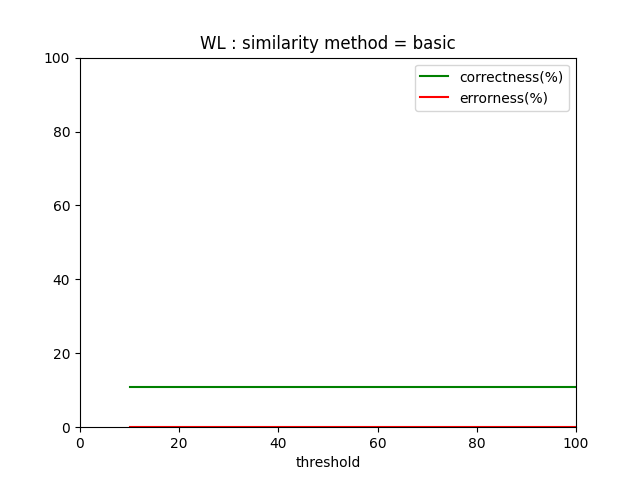 WL : similarity method = basic
correctness(%)
errorness(%)
100
80
60
40
20
0
0 20 40 60 80 100
threshold